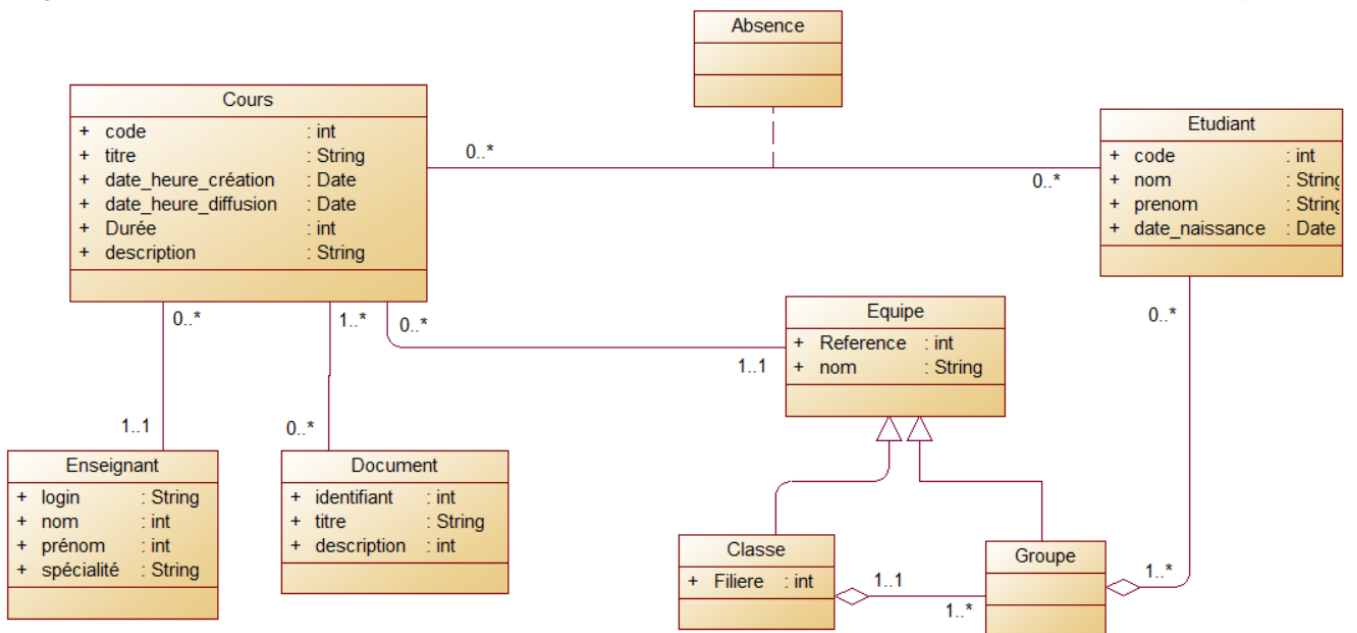 Absence
Cours
+ code : int
+ titre : String
+ date_heure_création : Date
+ date_heure_diffusion : Date
+ Durée : int
+ description : String
0..*
0..*
Etudiant
+ code : int
+ nom : String
+ prenom : String
+ date_naissance : Date
0..*
1..*
0..*
0..*
Equipe
+ Reference : int
+ nom : String
1..1
1..1
0..*
Enseignant
+ login : String
+ nom : int
+ prénom : int
+ spécialité : String
Document
+ identifiant : int
+ titre : String
+ description : int
Classe
+ Filiere : int
1..1
1..*
Groupe
1..*